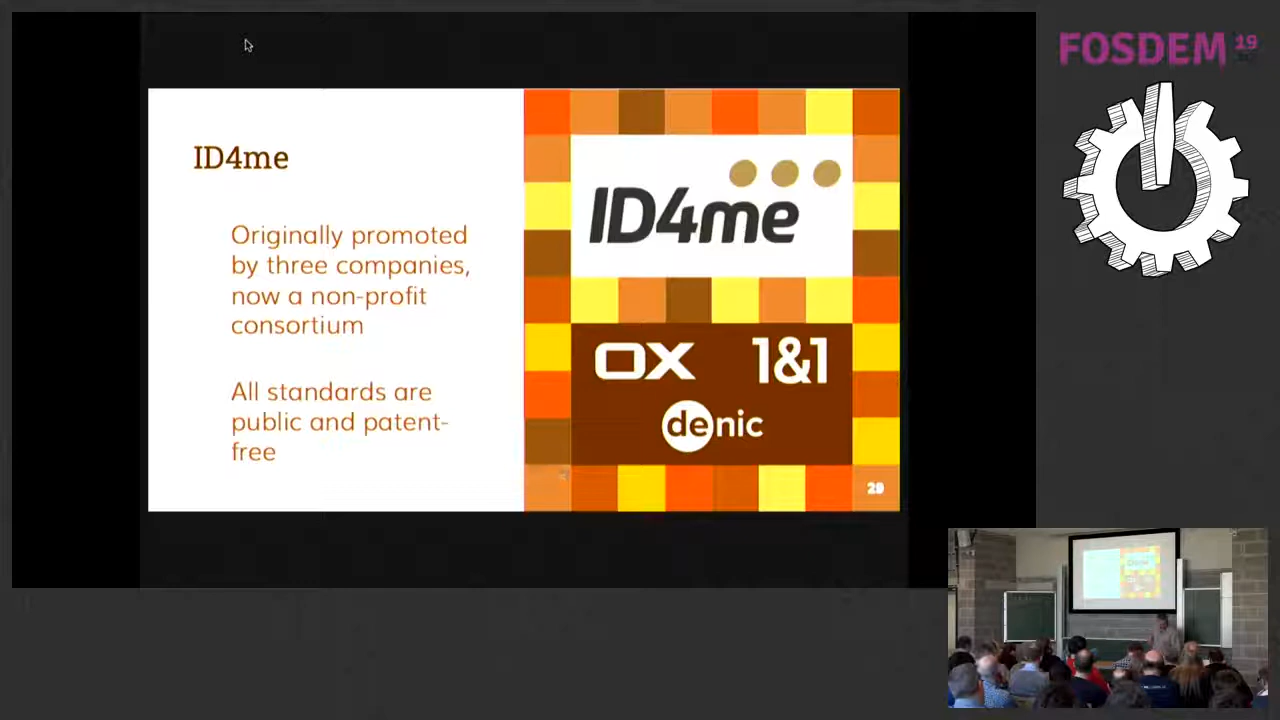 FOSDEM 19
ID4me
Originally promoted
by three companies,
now a non-profit
consortium
All standards are
public and patent-
free
ID4me
OX 1&1
denic
29